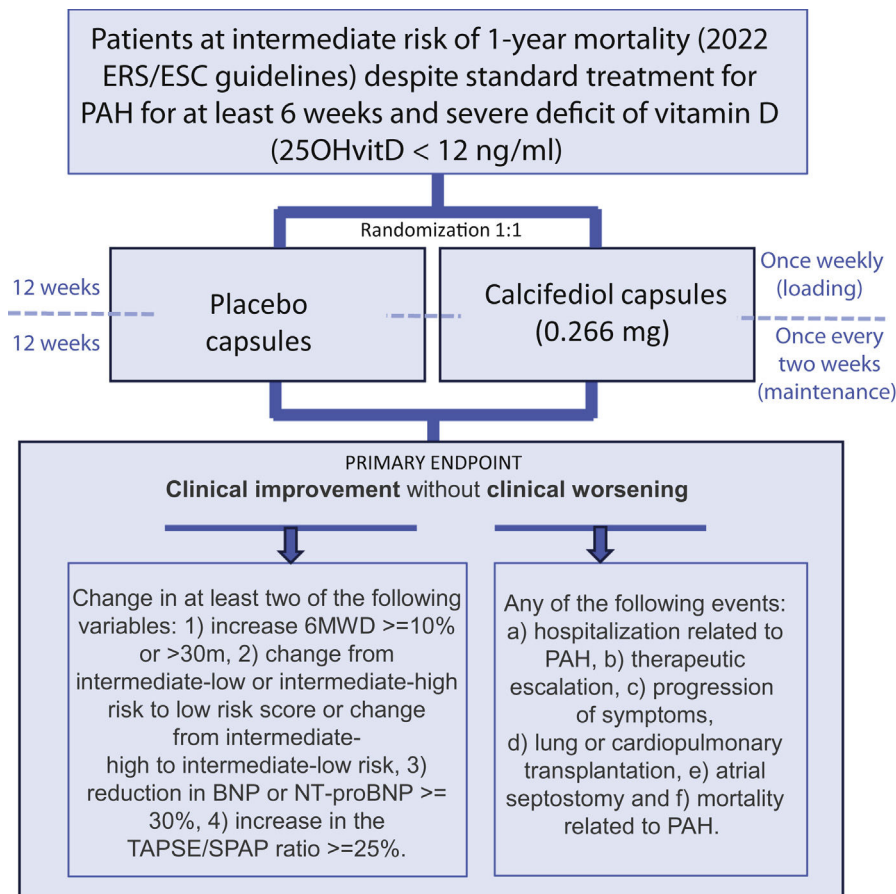 Patients at intermediate risk of 1-year mortality (2022
ERS/ESC guidelines) despite standard treatment for
PAH for at least 6 weeks and severe deficit of vitamin D
(25OHvitD < 12 ng/ml)
Randomization 1:1
12 weeks
12 weeks
Placebo
capsules
Calcifediol capsules
(0.266 mg)
Once weekly
(loading)
Once every
two weeks
(maintenance)
PRIMARY ENDPOINT
Clinical improvement without clinical worsening
Change in at least two of the following
variables: 1) increase 6MWD >=10%
or >30m, 2) change from
intermediate-low or intermediate-high
risk to low risk score or change
from intermediate-
high to intermediate-low risk, 3)
reduction in BNP or NT-proBNP >=
30%, 4) increase in the
TAPSE/SPAP ratio >=25%.
Any of the following events:
a) hospitalization related to
PAH, b) therapeutic
escalation, c) progression
of symptoms,
d) lung or cardiopulmonary
transplantation, e) atrial
septostomy and f) mortality
related to PAH.